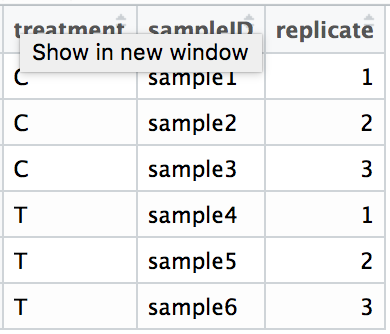 treatment sampleID replicate
Show in new window
C sample1 1
C sample2 2
C sample3 3
T sample4 1
T sample5 2
T sample6 3